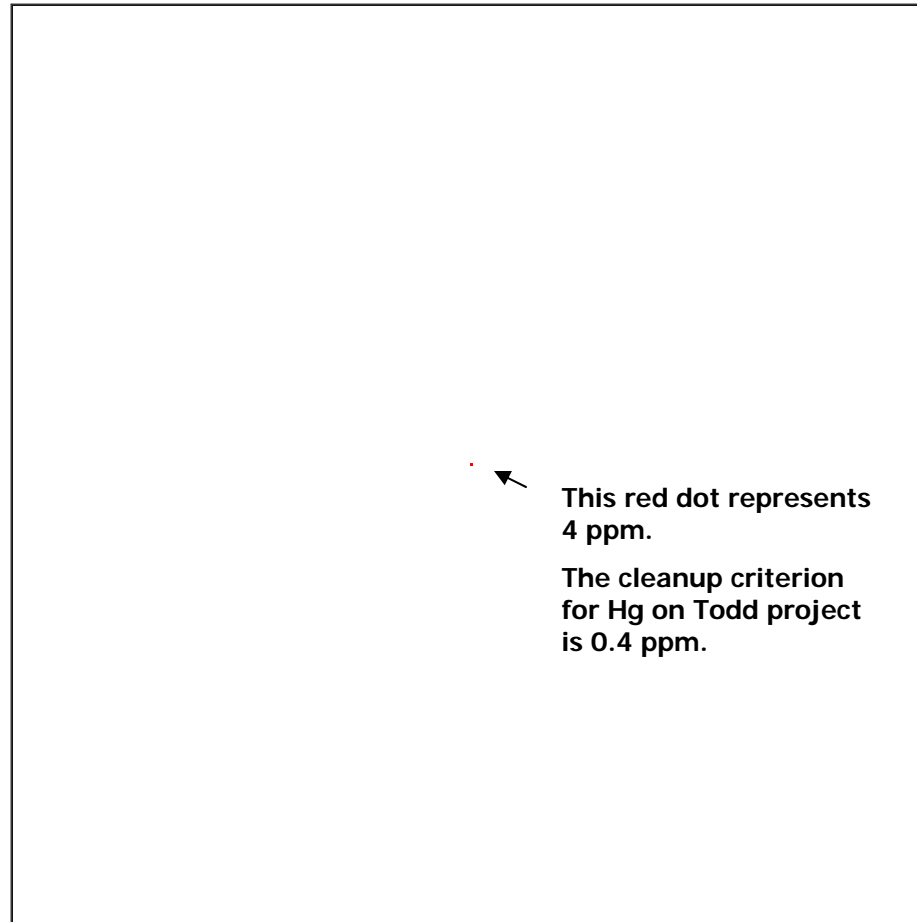 This red dot represents
4 ppm.
The cleanup criterion
for Hg on Todd project
is 0.4 ppm.